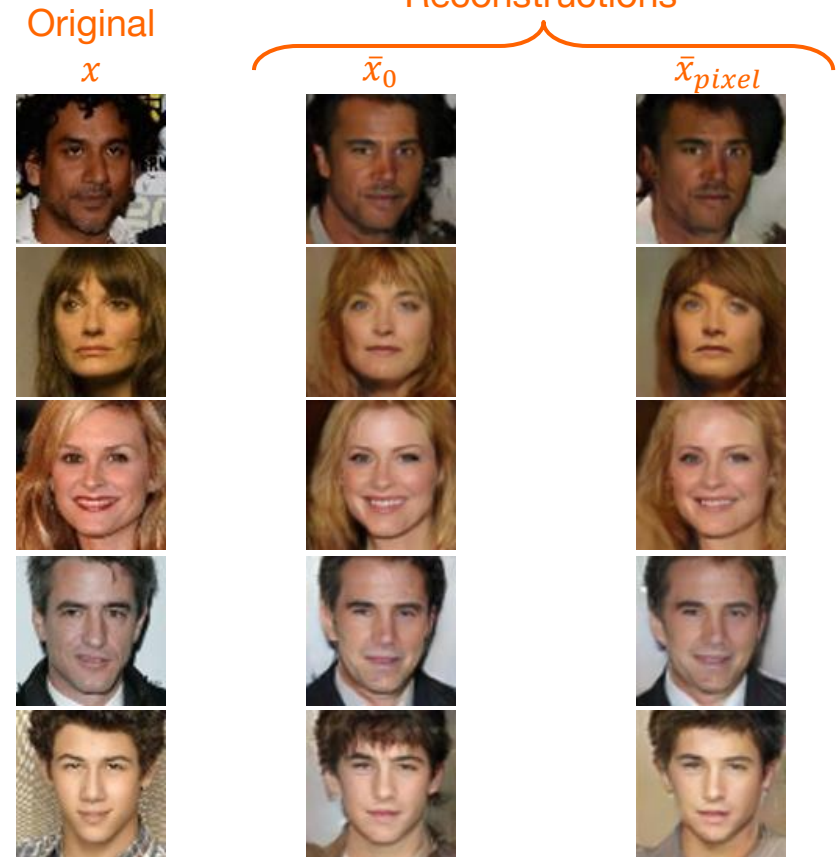 Reconstructions
Original
x
x̄₀
x̄pixel